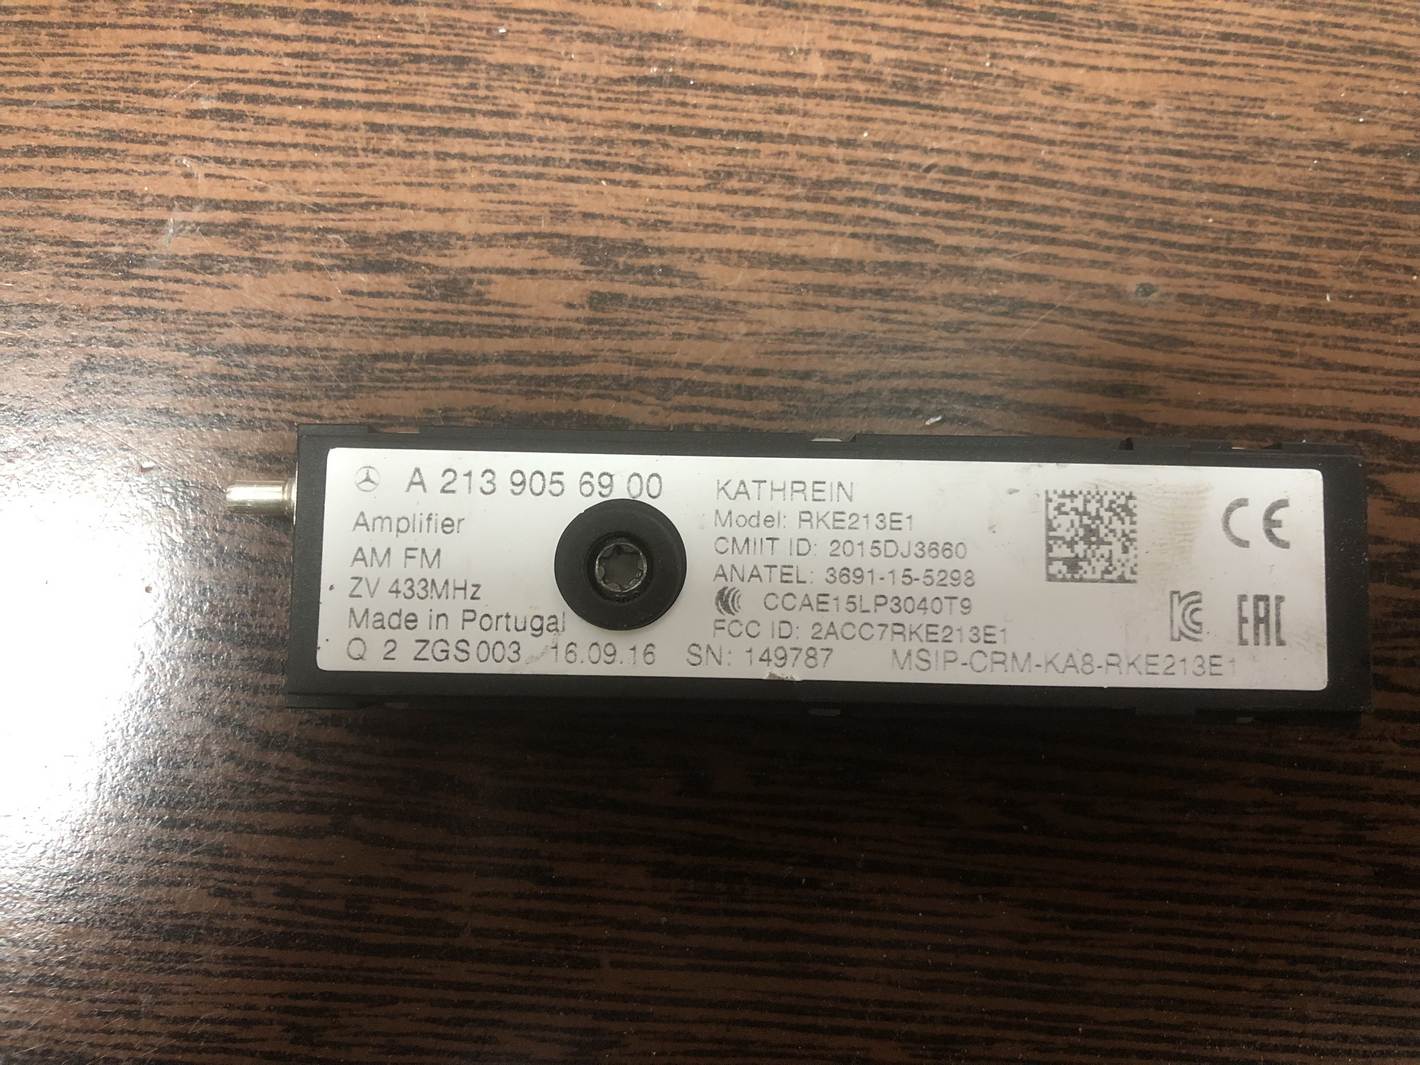 A 213 905 69 00
Amplifier
AM FM
ZV 433MHz
Made in Portugal
Q 2 ZGS003 16.09.16 SN: 149787 MSIP-CRM-KA8-RKE213E1
KATHREIN
Model: RKE213E1
CMIIT ID: 2015DJ3660
ANATEL: 3691-15-5298
CCAE15LP3040T9
FCC ID: 2ACC7RKE213E1
CE
KC
EAC